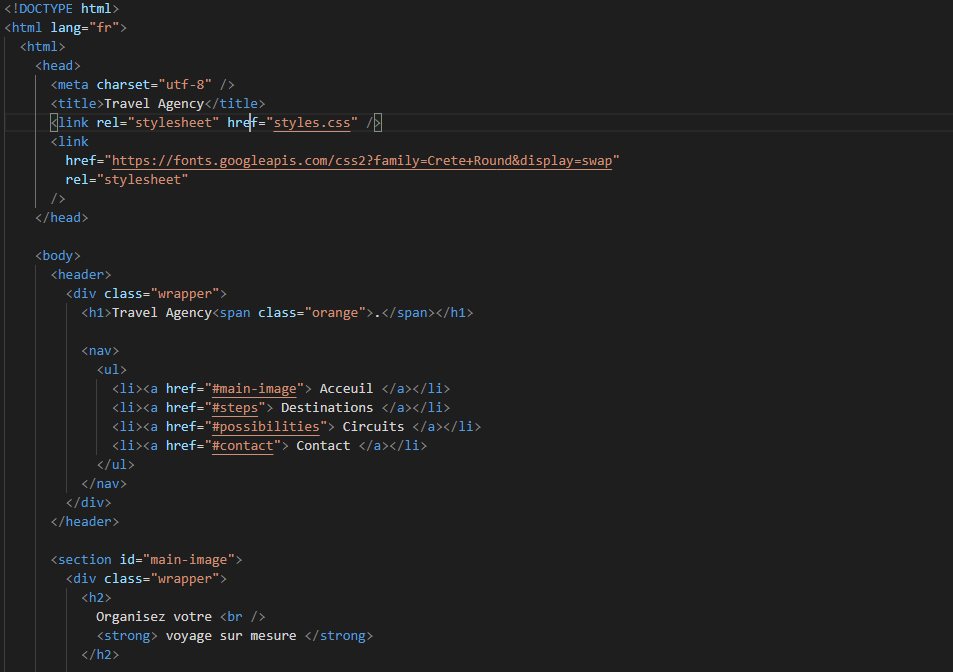 <!DOCTYPE html>
<html lang="fr">
<html>
<head>
<meta charset="utf-8" />
<title>Travel Agency</title>
<link rel="stylesheet" href="styles.css" />
<link
href="https://fonts.googleapis.com/css2?family=Crete+Round&display=swap"
rel="stylesheet"
/>
</head>
<body>
<header>
<div class="wrapper">
<h1>Travel Agency<span class="orange">.</span></h1>
<nav>
<ul>
<li><a href="#main-image"> Acceuil </a></li>
<li><a href="#steps"> Destinations </a></li>
<li><a href="#possibilities"> Circuits </a></li>
<li><a href="#contact"> Contact </a></li>
</ul>
</nav>
</div>
</header>
<section id="main-image">
<div class="wrapper">
<h2>
Organisez votre <br />
<strong> voyage sur mesure </strong>
</h2>